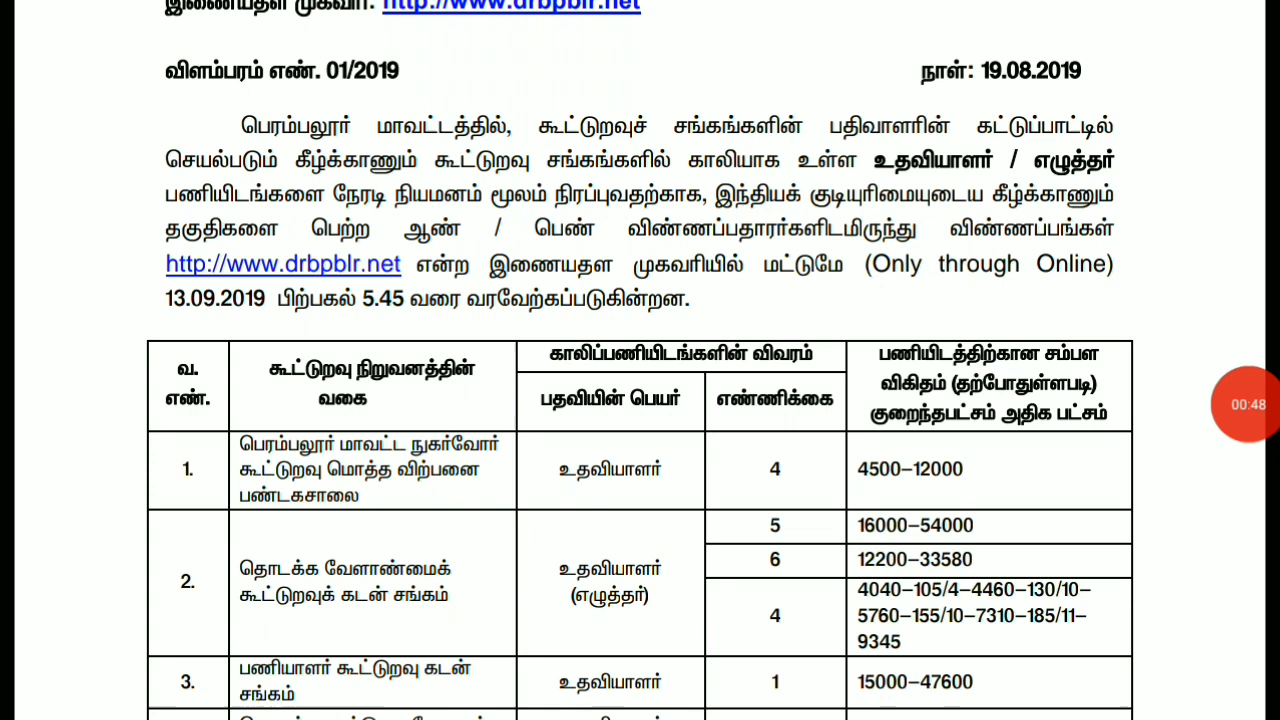 இணையதள முகவரி: http://www.drbpblr.net
விளம்பரம் எண். 01/2019 நாள்: 19.08.2019
பெரம்பலூர் மாவட்டத்தில், கூட்டுறவுச் சங்கங்களின் பதிவாளரின் கட்டுப்பாட்டில்
செயல்படும் கீழ்க்காணும் கூட்டுறவு சங்கங்களில் காலியாக உள்ள உதவியாளர் / எழுத்தர்
பணியிடங்களை நேரடி நியமனம் மூலம் நிரப்புவதற்காக, இந்தியக் குடியுரிமையுடைய கீழ்க்காணும்
தகுதிகளை பெற்ற ஆண் / பெண் விண்ணப்பதாரர்களிடமிருந்து விண்ணப்பங்கள்
http://www.drbpblr.net என்ற இணையதள முகவரியில் மட்டுமே (Only through Online)
13.09.2019 பிற்பகல் 5.45 வரை வரவேற்கப்படுகின்றன.
வ.
எண்.
கூட்டுறவு நிறுவனத்தின்
வகை
காலிப்பணியிடங்களின் விவரம்
பதவியின் பெயர்
எண்ணிக்கை
பணியிடத்திற்கான சம்பள
விகிதம் (தற்போதுள்ளபடி)
குறைந்தபட்சம் அதிக பட்சம்
1.
பெரம்பலூர் மாவட்ட நுகர்வோர்
கூட்டுறவு மொத்த விற்பனை
பண்டகசாலை
உதவியாளர்
4
4500–12000
2.
தொடக்க வேளாண்மைக்
கூட்டுறவுக் கடன் சங்கம்
உதவியாளர்
(எழுத்தர்)
5
16000–54000
6
12200–33580
4
4040–105/4–4460–130/10–
5760–155/10–7310–185/11–
9345
3.
பணியாளர் கூட்டுறவு கடன்
சங்கம்
உதவியாளர்
1
15000–47600
00:48